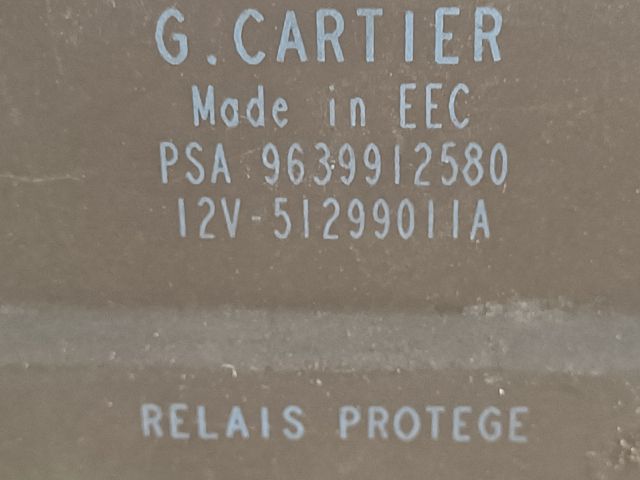 G. CARTIER
Made in EEC
PSA 9639912580
12V-51299011A
RELAIS PROTEGE